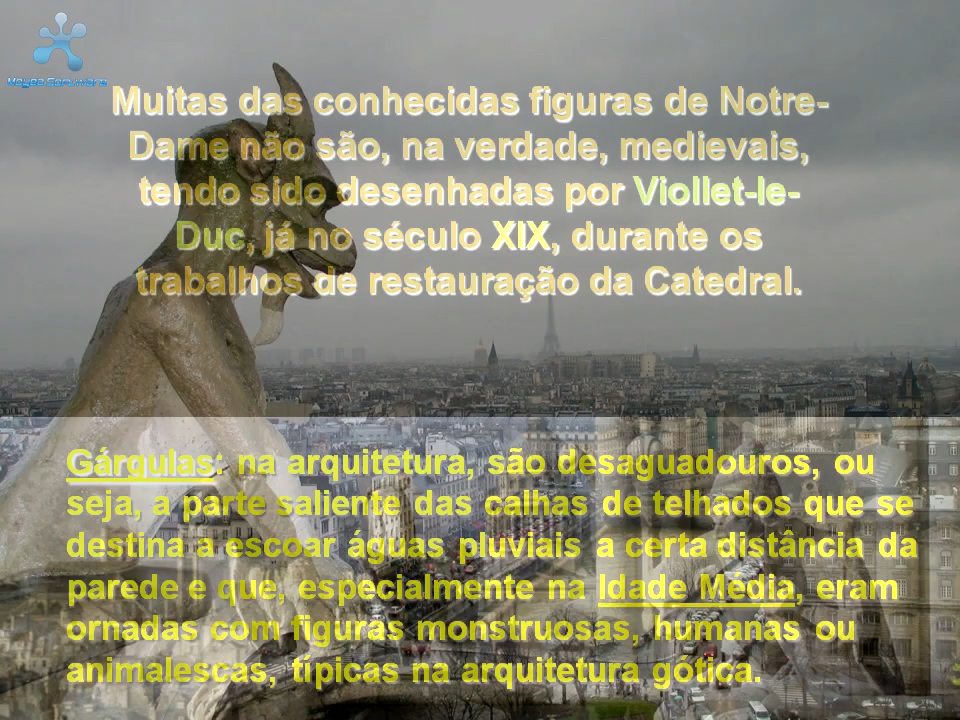 Muitas das conhecidas figuras de Notre-
Dame não são, na verdade, medievais,
tendo sido desenhadas por Viollet-le-
Duc, já no século XIX, durante os
trabalhos de restauração da Catedral.
Gárgulas: na arquitetura, são desaguadouros, ou
seja, a parte saliente das calhas de telhados que se
destina a escoar águas pluviais a certa distância da
parede e que, especialmente na Idade Média, eram
ornadas com figuras monstruosas, humanas ou
animalescas, típicas na arquitetura gótica.